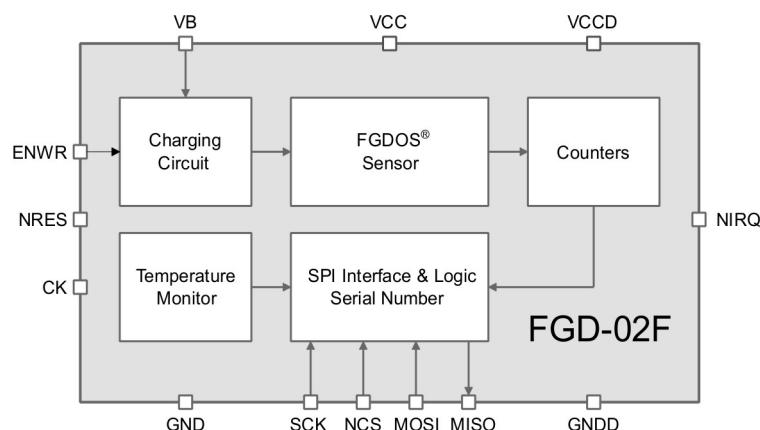 VB
VCC
VCCD
ENWR
Charging
Circuit
FGDOS®
Sensor
Counters
NRES
NIRQ
CK
Temperature
Monitor
SPI Interface & Logic
Serial Number
FGD-02F
GND
SCK
NCS
MOSI
MISO
GNDD